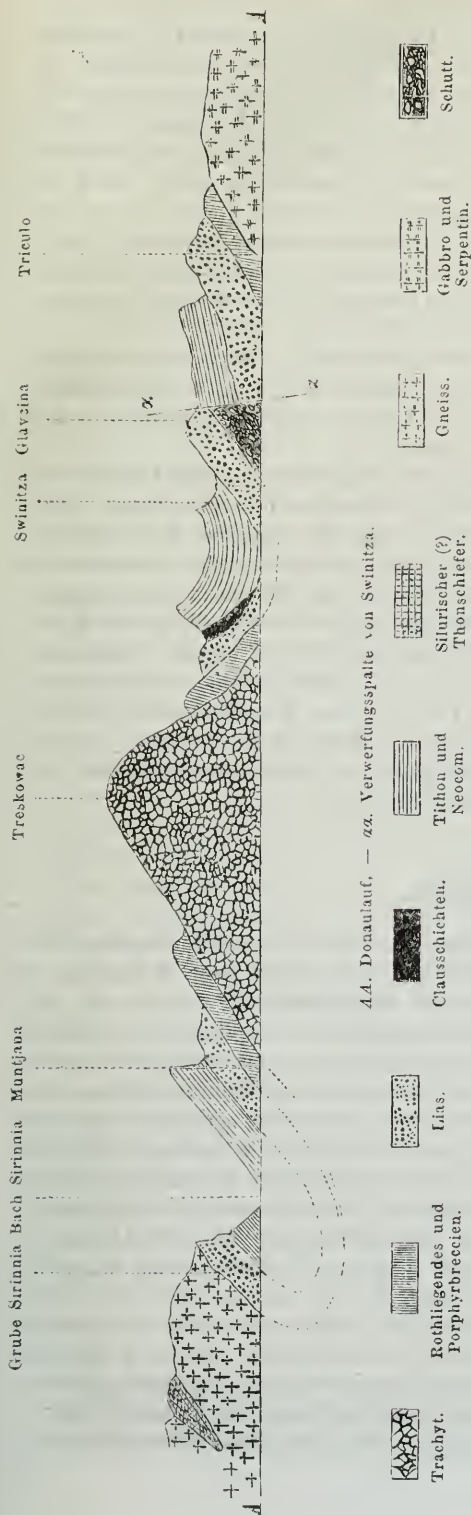 Grube Sirinnia Bach Sirinnia Muntjana Treskowac Swinitza Glavcina Triculo
α
A A
α
AA. Donaulauf, — αα. Verwerfungsspalte von Swinitza.
Trachyt.
Rothliegendes und
Porphyrbreccien.
Lias.
Clausschichten.
Tithon und
Neocom.
Silurischer (?)
Thonschiefer.
Gneiss.
Gabbro und
Serpentin.
Schutt.